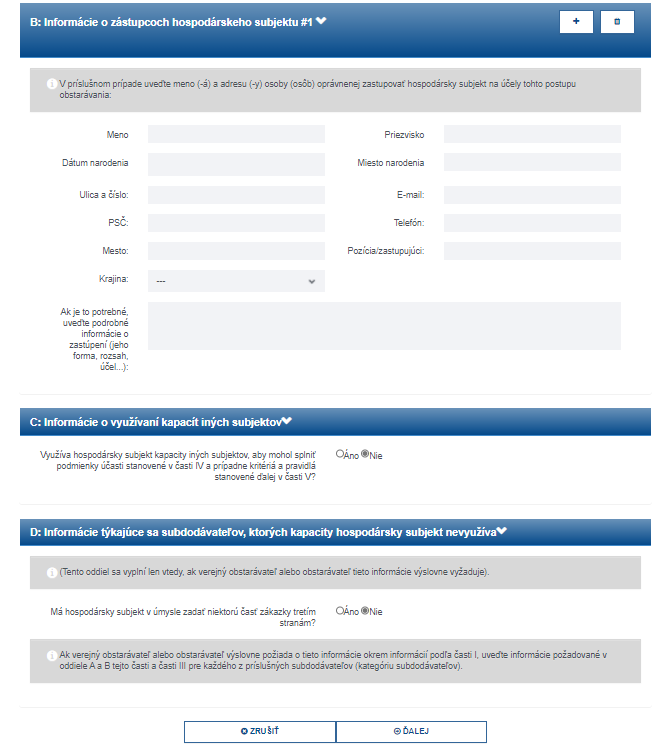 B: Informácie o zástupcoch hospodárskeho subjektu #1
V príslušnom prípade uveďte meno (-á) a adresu (-y) osoby (osôb) oprávnenej zastupovať hospodársky subjekt na účely tohto postupu
obstarávania:
Meno
Priezvisko
Dátum narodenia
Miesto narodenia
Ulica a číslo:
E-mail:
PSČ:
Telefón:
Mesto:
Pozícia/zastupujúci:
Krajina:
---
Ak je to potrebné,
uveďte podrobné
informácie o
zastúpení (jeho
forma, rozsah,
účel...):
C: Informácie o využívaní kapacít iných subjektov
Využíva hospodársky subjekt kapacity iných subjektov, aby mohol splniť
podmienky účasti stanovené v časti IV a prípadne kritériá a pravidlá
stanovené ďalej v časti V?
Áno Nie
D: Informácie týkajúce sa subdodávateľov, ktorých kapacity hospodársky subjekt nevyužíva
(Tento oddiel sa vyplní len vtedy, ak verejný obstarávateľ alebo obstarávateľ tieto informácie výslovne vyžaduje).
Má hospodársky subjekt v úmysle zadať niektorú časť zákazky tretím
stranám?
Áno Nie
Ak verejný obstarávateľ alebo obstarávateľ výslovne požiada o tieto informácie okrem informácií podľa časti I, uveďte informácie požadované v
oddiele A a B tejto časti a časti III pre každého z príslušných subdodávateľov (kategóriu subdodávateľov).
ZRUŠIŤ
ĎALEJ